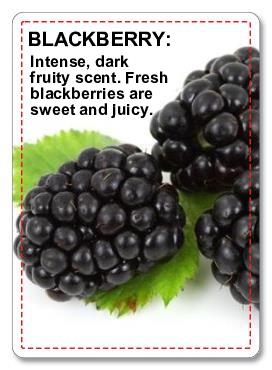 BLACKBERRY:
Intense, dark
fruity scent. Fresh
blackberries are
sweet and juicy.